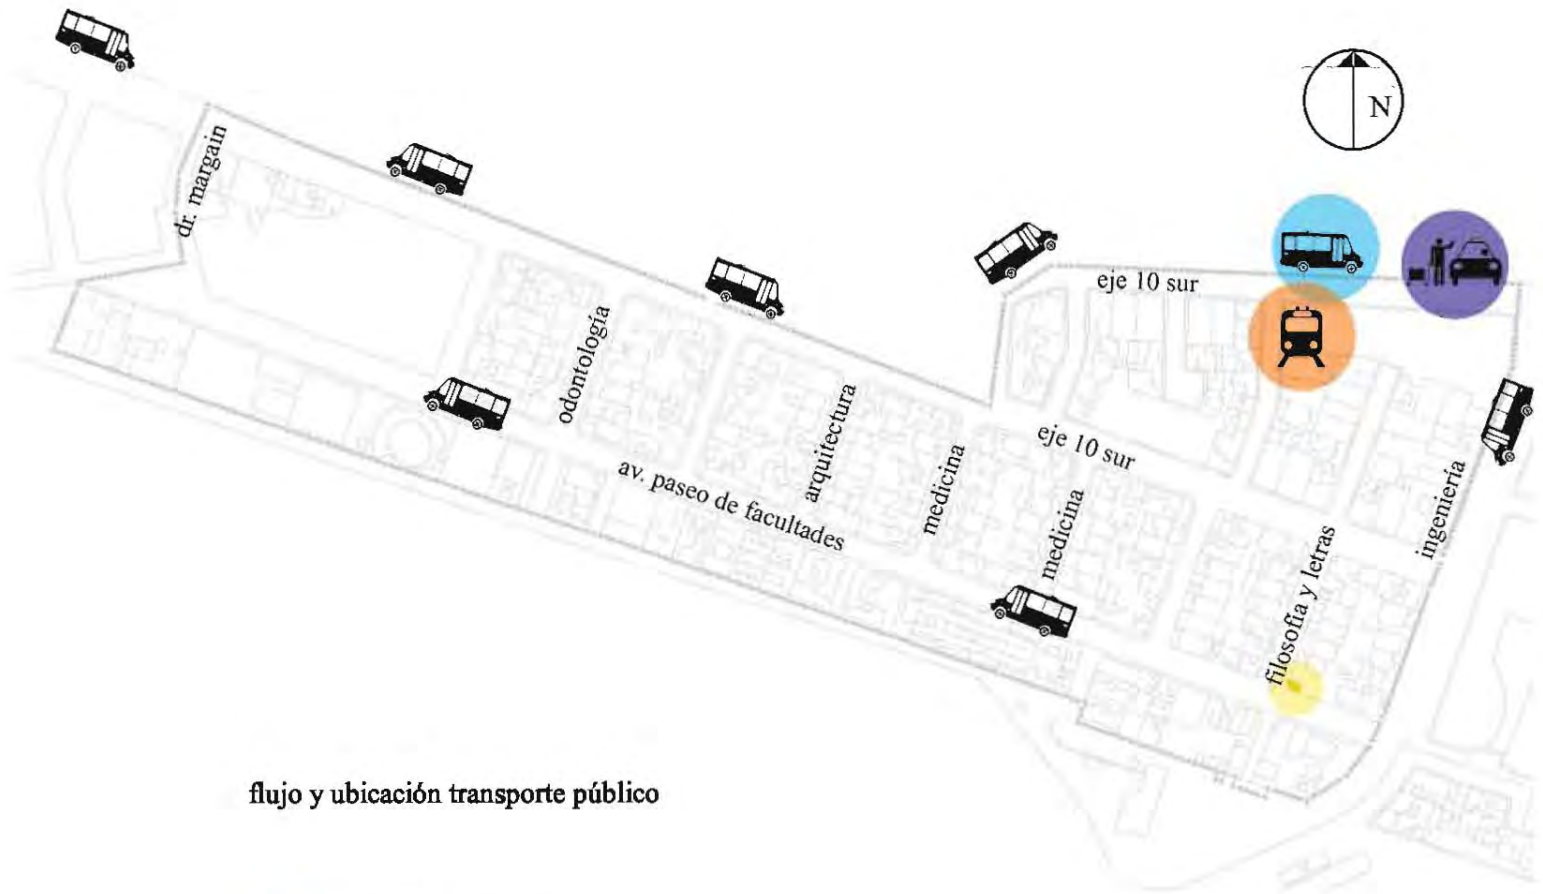 N
dr. margain
eje 10 sur
odontología
arquitectura
medicina
eje 10 sur
medicina
ingeniería
av. paseo de facultades
filosofía y letras
flujo y ubicación transporte público